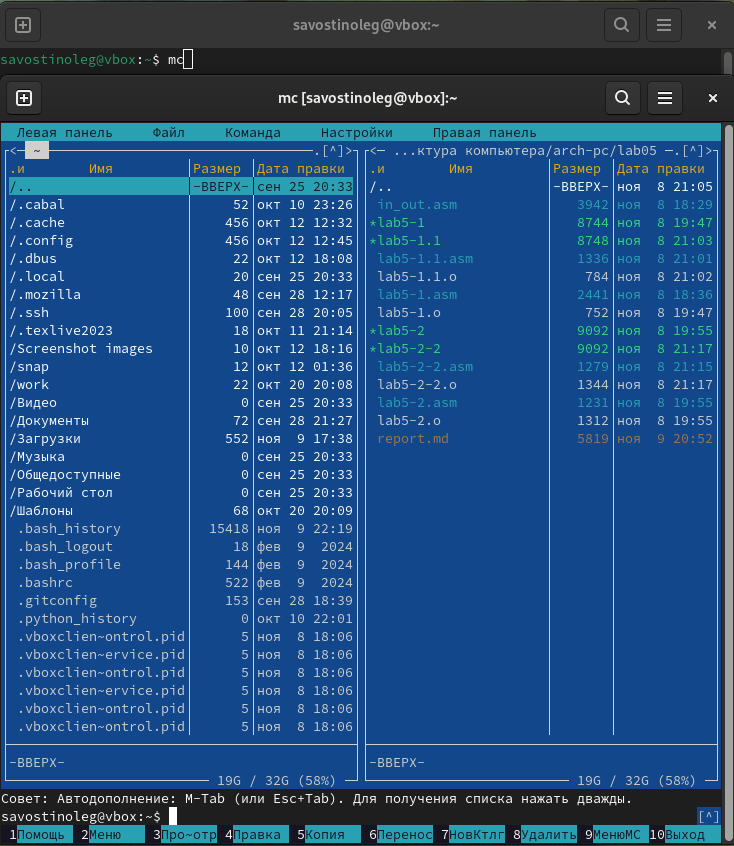 savostinoleg@vbox:~
savostinoleg@vbox:~$ mc
mc [savostinoleg@vbox]:~
Левая панель Файл Команда Настройки Правая панель
<─ ~ .[^]> <─ ...ктура компьютера/arch-pc/lab05 ─.[^]>
.и Имя Размер Дата правки .и Имя Размер Дата правки
/.. -ВВЕРХ- сен 25 20:33 /.. -ВВЕРХ- ноя 8 21:05
/.cabal 52 окт 10 23:26 in_out.asm 3942 ноя 8 18:29
/.cache 456 окт 12 12:32 *lab5-1 8744 ноя 8 19:47
/.config 456 окт 12 12:45 *lab5-1.1 8748 ноя 8 21:03
/.dbus 22 окт 12 18:08 lab5-1.1.asm 1336 ноя 8 21:01
/.local 20 сен 25 20:33 lab5-1.1.o 784 ноя 8 21:02
/.mozilla 48 сен 28 12:17 lab5-1.asm 2441 ноя 8 18:36
/.ssh 100 сен 28 20:05 lab5-1.o 752 ноя 8 19:47
/.texlive2023 18 окт 11 21:14 *lab5-2 9092 ноя 8 19:55
/Screenshot images 10 окт 12 18:16 *lab5-2-2 9092 ноя 8 21:17
/snap 12 окт 12 01:36 lab5-2-2.asm 1279 ноя 8 21:15
/work 22 окт 20 20:08 lab5-2-2.o 1344 ноя 8 21:17
/Видео 0 сен 25 20:33 lab5-2.asm 1231 ноя 8 19:55
/Документы 72 сен 28 21:27 lab5-2.o 1312 ноя 8 19:55
/Загрузки 552 ноя 9 17:38 report.md 5819 ноя 9 20:52
/Музыка 0 сен 25 20:33
/Общедоступные 0 сен 25 20:33
/Рабочий стол 0 сен 25 20:33
/Шаблоны 68 окт 20 20:09
.bash_history 15418 ноя 9 22:19
.bash_logout 18 фев 9 2024
.bash_profile 144 фев 9 2024
.bashrc 522 фев 9 2024
.gitconfig 153 сен 28 18:39
.python_history 0 окт 10 22:01
.vboxclien~ontrol.pid 5 ноя 8 18:06
.vboxclien~ervice.pid 5 ноя 8 18:06
.vboxclien~ontrol.pid 5 ноя 8 18:06
.vboxclien~ervice.pid 5 ноя 8 18:06
.vboxclien~ontrol.pid 5 ноя 8 18:06
.vboxclien~ontrol.pid 5 ноя 8 18:06
-ВВЕРХ- -ВВЕРХ-
19G / 32G (58%) 19G / 32G (58%)
Совет: Автодополнение: M-Tab (или Esc+Tab). Для получения списка нажать дважды.
savostinoleg@vbox:~$ [^]
1Помощь 2Меню 3Про~отр 4Правка 5Копия 6Перенос 7НовКтлг 8Удалить 9МенюMC 10Выход